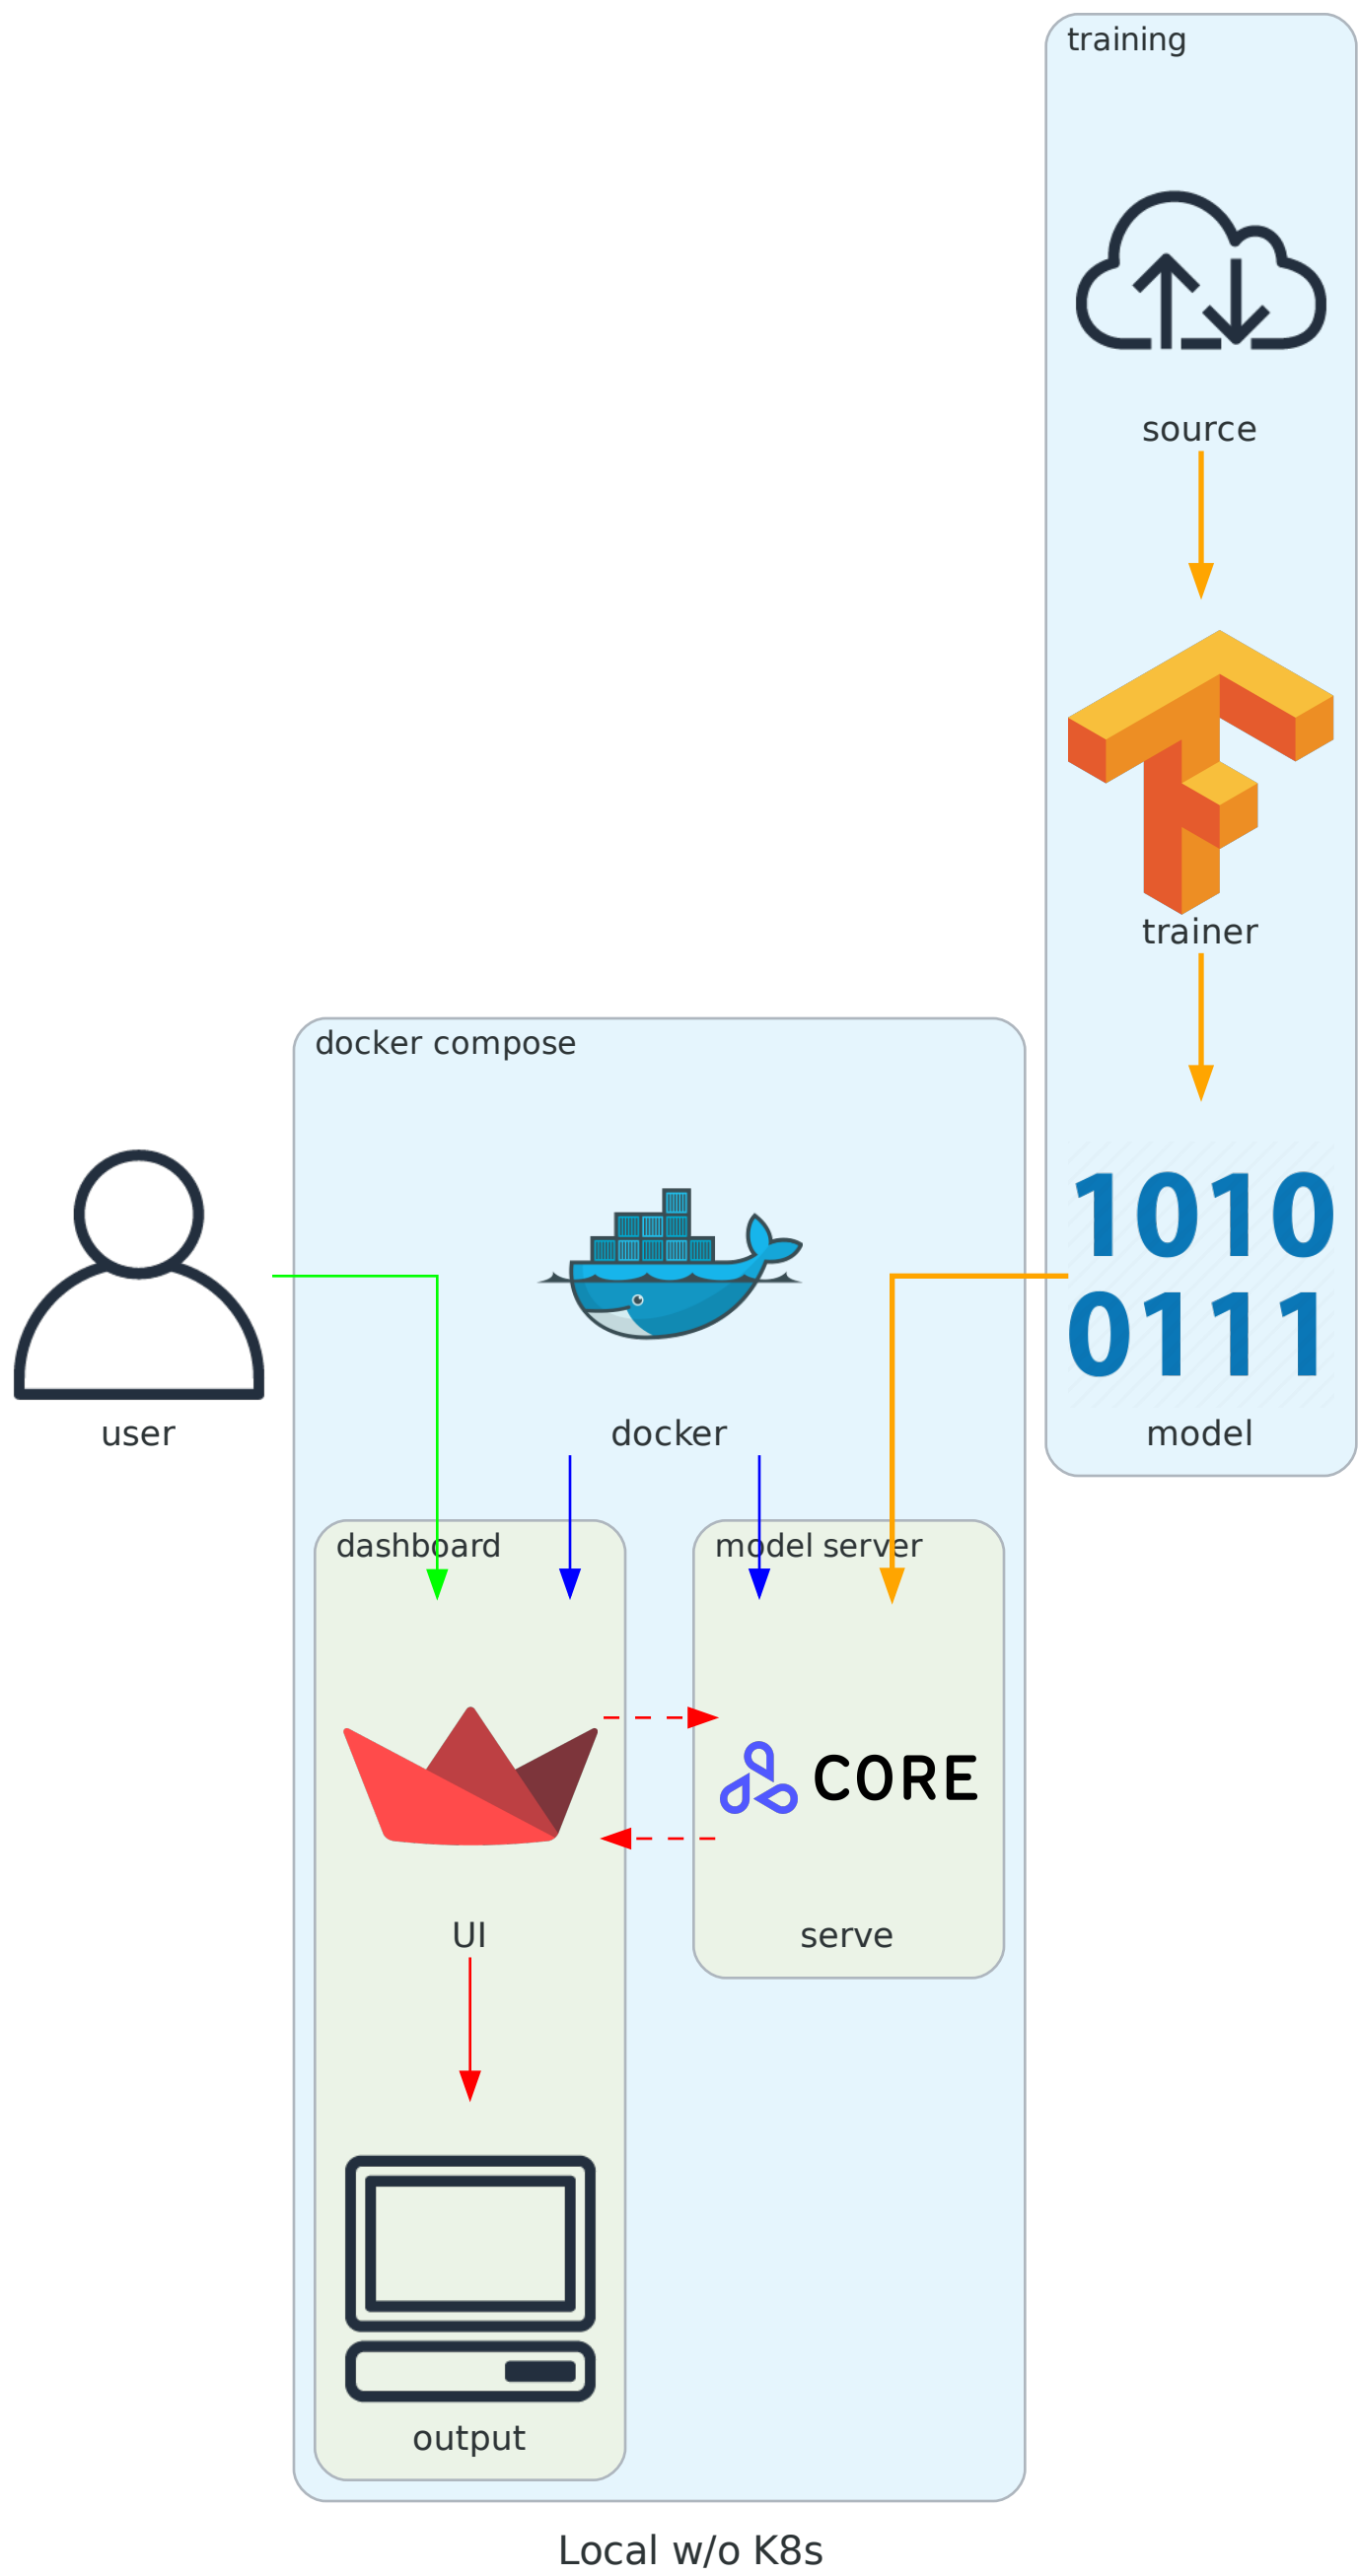 training
source
trainer
docker compose
1010
0111
user
docker
model
dashboard
model server
CORE
UI
serve
output
Local w/o K8s